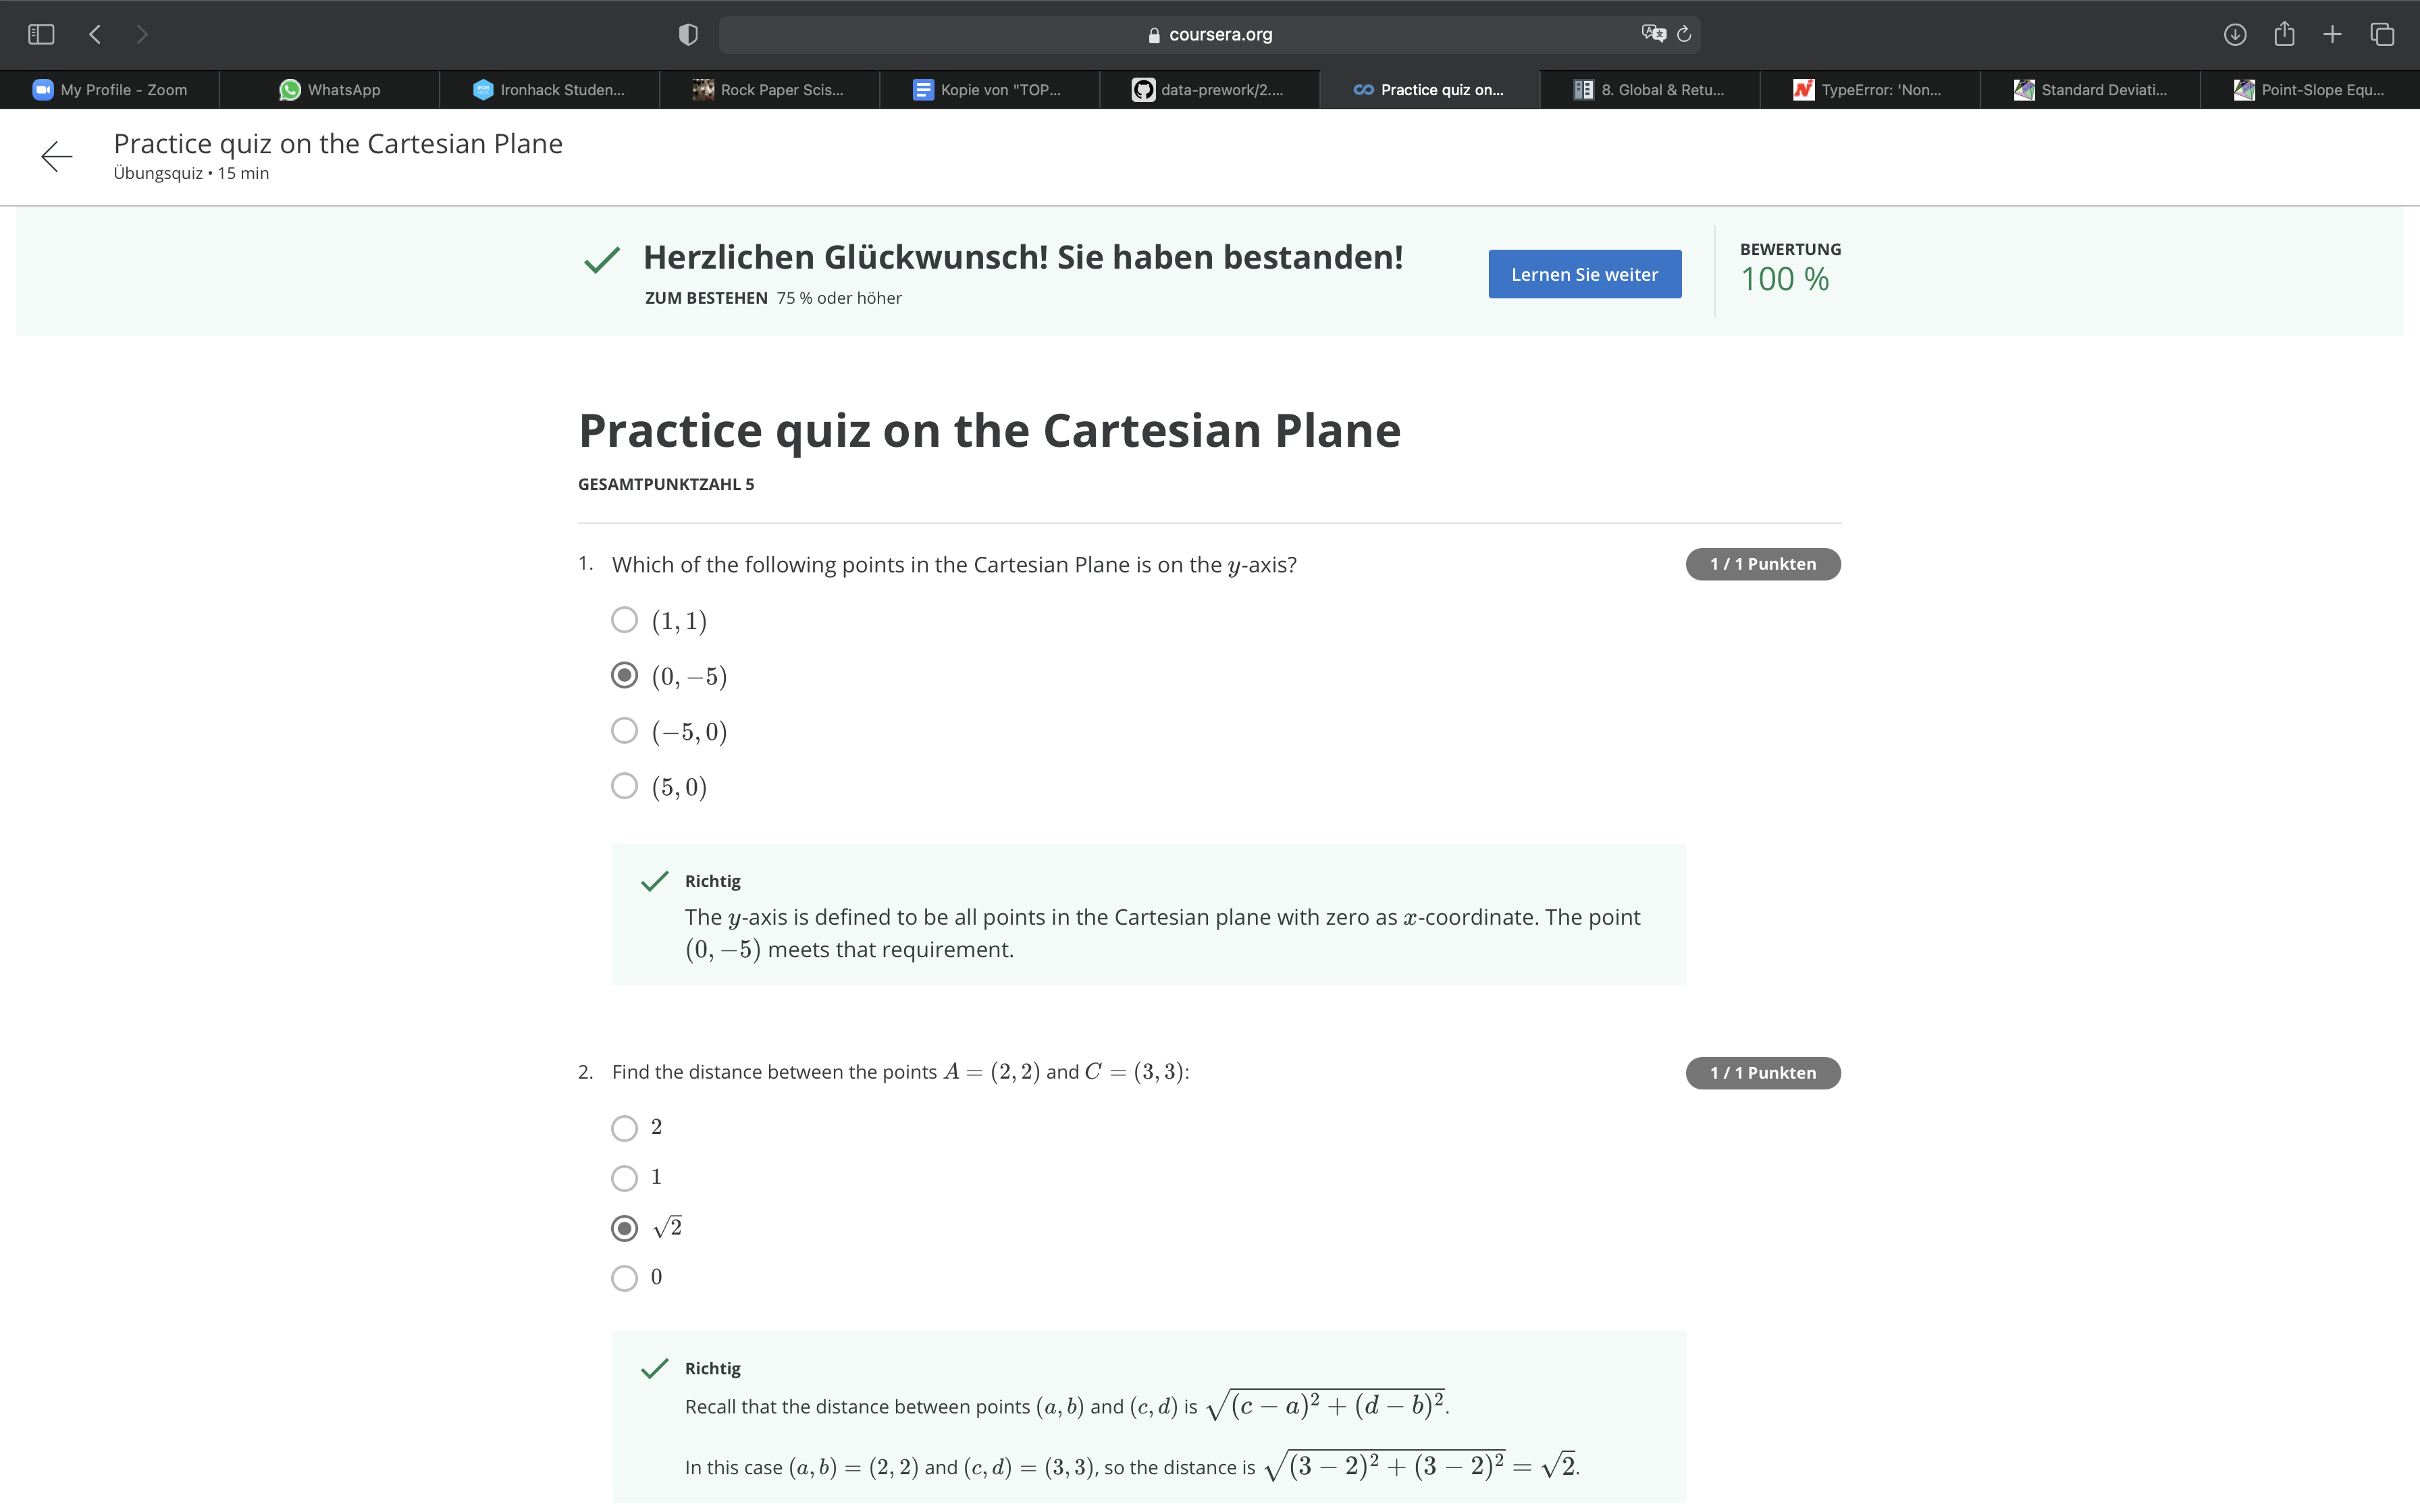 coursera.org
My Profile - Zoom
WhatsApp
Ironhack Studen...
Rock Paper Scis...
Kopie von "TOP...
data-prework/2....
Practice quiz on...
8. Global & Retu...
TypeError: 'Non...
Standard Deviati...
Point-Slope Equ...
Practice quiz on the Cartesian Plane
Übungsquiz • 15 min
Herzlichen Glückwunsch! Sie haben bestanden!
ZUM BESTEHEN 75 % oder höher
Lernen Sie weiter
BEWERTUNG
100 %
Practice quiz on the Cartesian Plane
GESAMTPUNKTZAHL 5
1. Which of the following points in the Cartesian Plane is on the y-axis?
1 / 1 Punkten
(1, 1)
(0, −5)
(−5, 0)
(5, 0)
Richtig
The y-axis is defined to be all points in the Cartesian plane with zero as x-coordinate. The point
(0, −5) meets that requirement.
2. Find the distance between the points A = (2, 2) and C = (3, 3):
1 / 1 Punkten
2
1
√2
0
Richtig
Recall that the distance between points (a, b) and (c, d) is √((c − a)² + (d − b)²).
In this case (a, b) = (2, 2) and (c, d) = (3, 3), so the distance is √((3 − 2)² + (3 − 2)²) = √2.